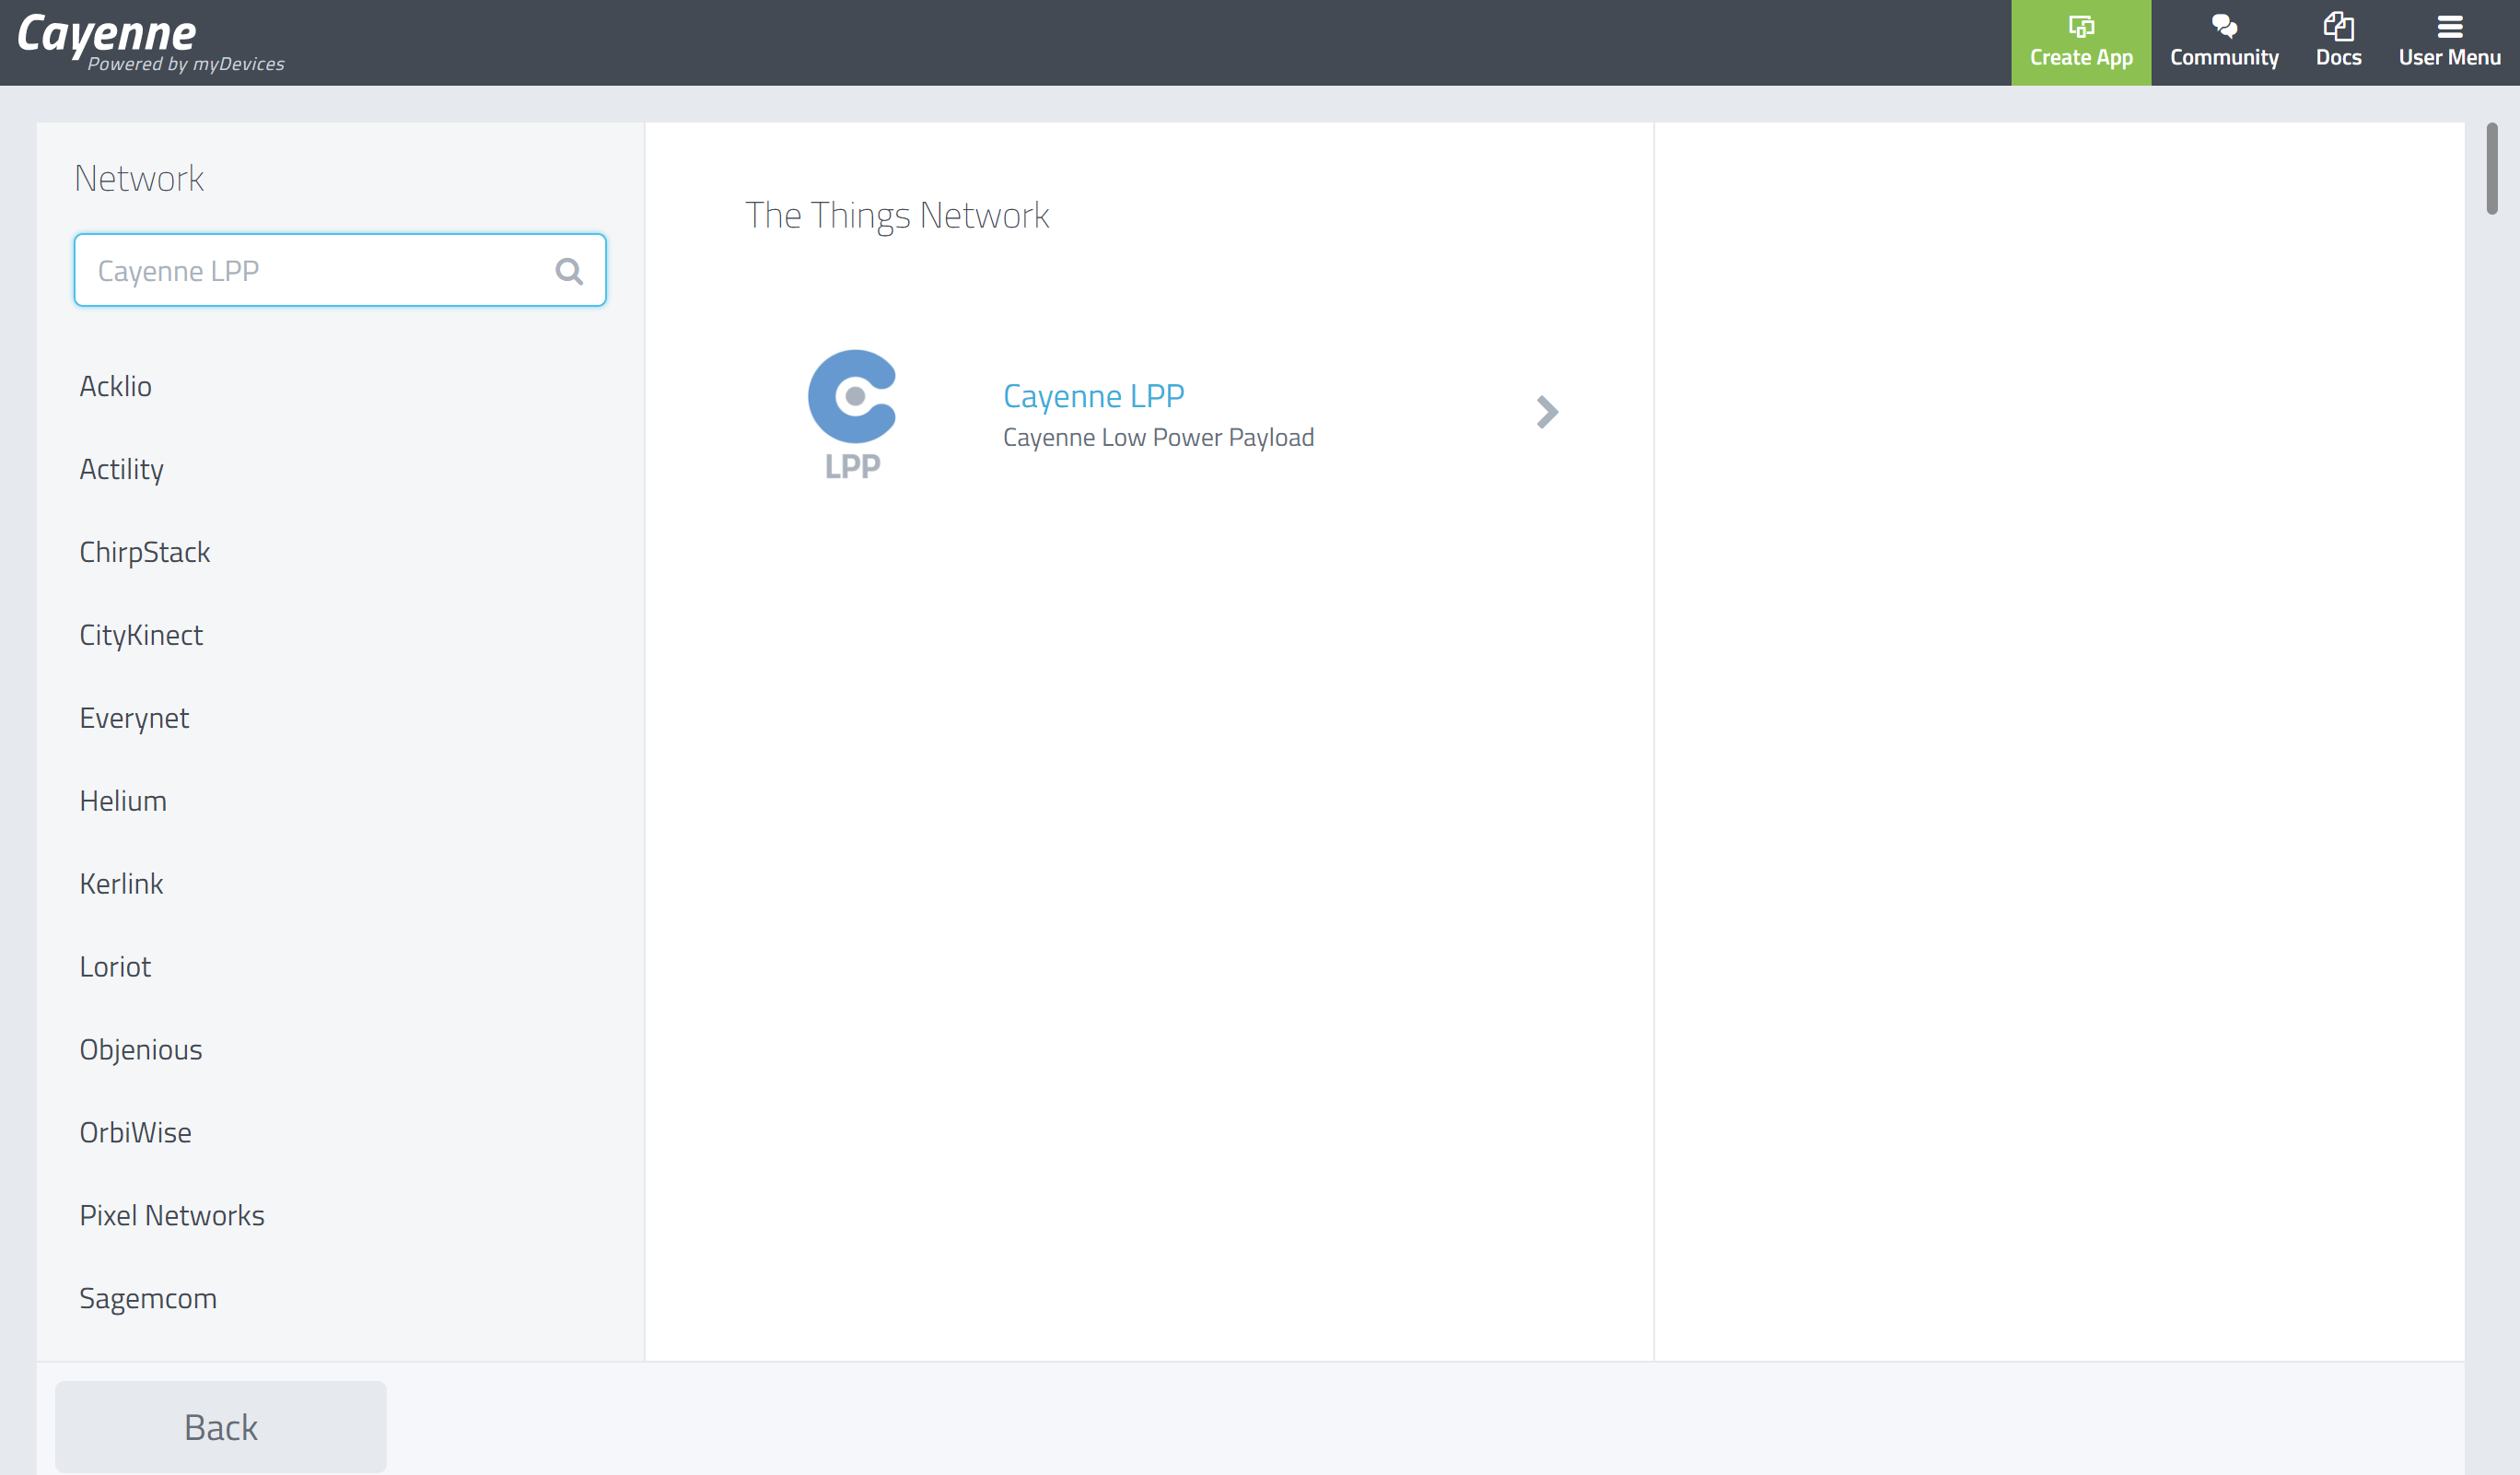 Cayenne
Powered by myDevices
Create App
Community
Docs
User Menu
Network
Cayenne LPP
Acklio
Actility
ChirpStack
CityKinect
Everynet
Helium
Kerlink
Loriot
Objenious
OrbiWise
Pixel Networks
Sagemcom
The Things Network
LPP
Cayenne LPP
Cayenne Low Power Payload
Back